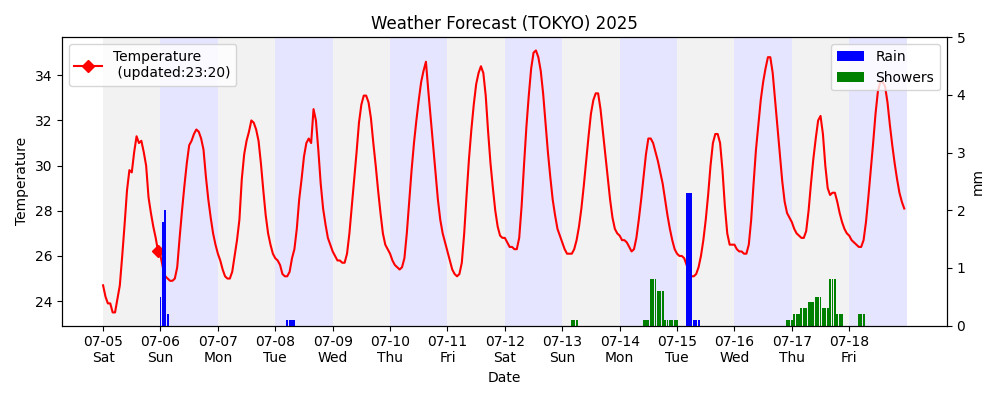 Weather Forecast (TOKYO) 2025
Temperature
(updated:23:20)
Rain
Showers
Temperature
34
32
30
28
26
24
5
4
3
2
1
0
mm
07-05 07-06 07-07 07-08 07-09 07-10 07-11 07-12 07-13 07-14 07-15 07-16 07-17 07-18
Sat Sun Mon Tue Wed Thu Fri Sat Sun Mon Tue Wed Thu Fri
Date